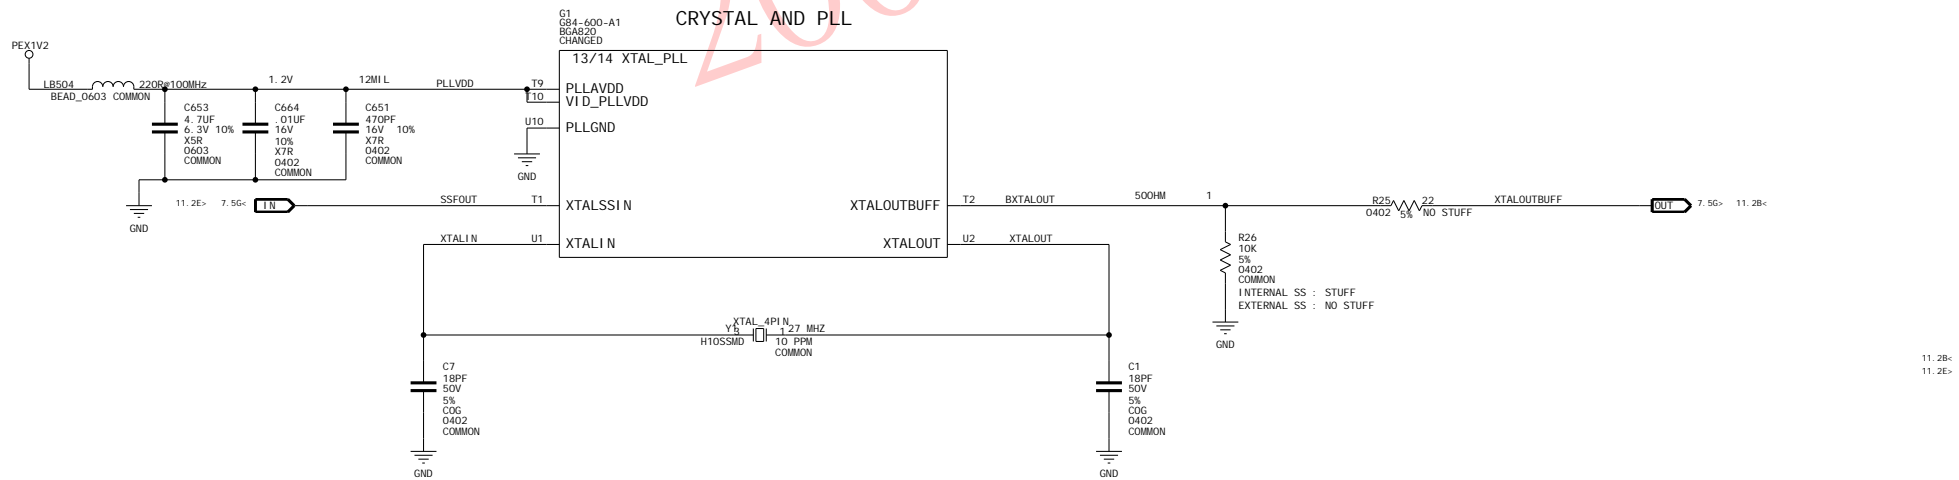 CRYSTAL AND PLL
G1
G84-600-A1
BGA820
CHANGED
13/14 XTAL_PLL
PEX1V2
LB504
220R@100MHz
BEAD_0603 COMMON
1.2V
12MIL
PLLVDD
T9
PLLAVDD
T10
VID_PLLVDD
U10
PLLGND
GND
C653
4.7UF
6.3V 10%
X5R
0603
COMMON
C664
.01UF
16V
10%
X7R
0402
COMMON
C651
470PF
16V 10%
X7R
0402
COMMON
GND
11.2E> 7.5G<
IN
SSFOUT
T1
XTALSSIN
XTALIN
U1
XTALIN
XTALOUTBUFF
T2
BXTALOUT
50OHM
1
XTALOUT
U2
XTALOUT
R25
22
0402 5% NO STUFF
XTALOUTBUFF
OUT
7.5G> 11.2B<
R26
10K
5%
0402
COMMON
INTERNAL SS : STUFF
EXTERNAL SS : NO STUFF
GND
XTAL_4PIN
Y1
3
1
27 MHZ
H10SSMD
10 PPM
COMMON
C7
18PF
50V
5%
C0G
0402
COMMON
GND
C1
18PF
50V
5%
C0G
0402
COMMON
GND
11.2B<
11.2E>